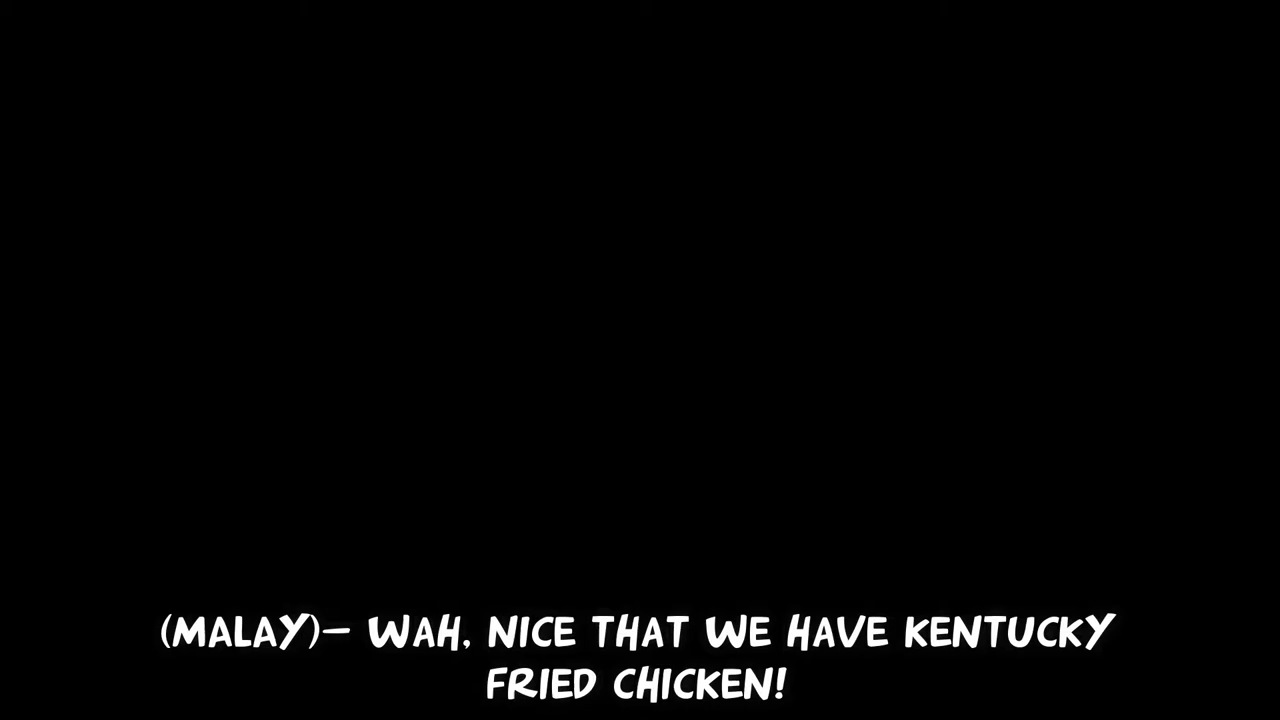 (MALAY)– WAH, NICE THAT WE HAVE KENTUCKY
FRIED CHICKEN!